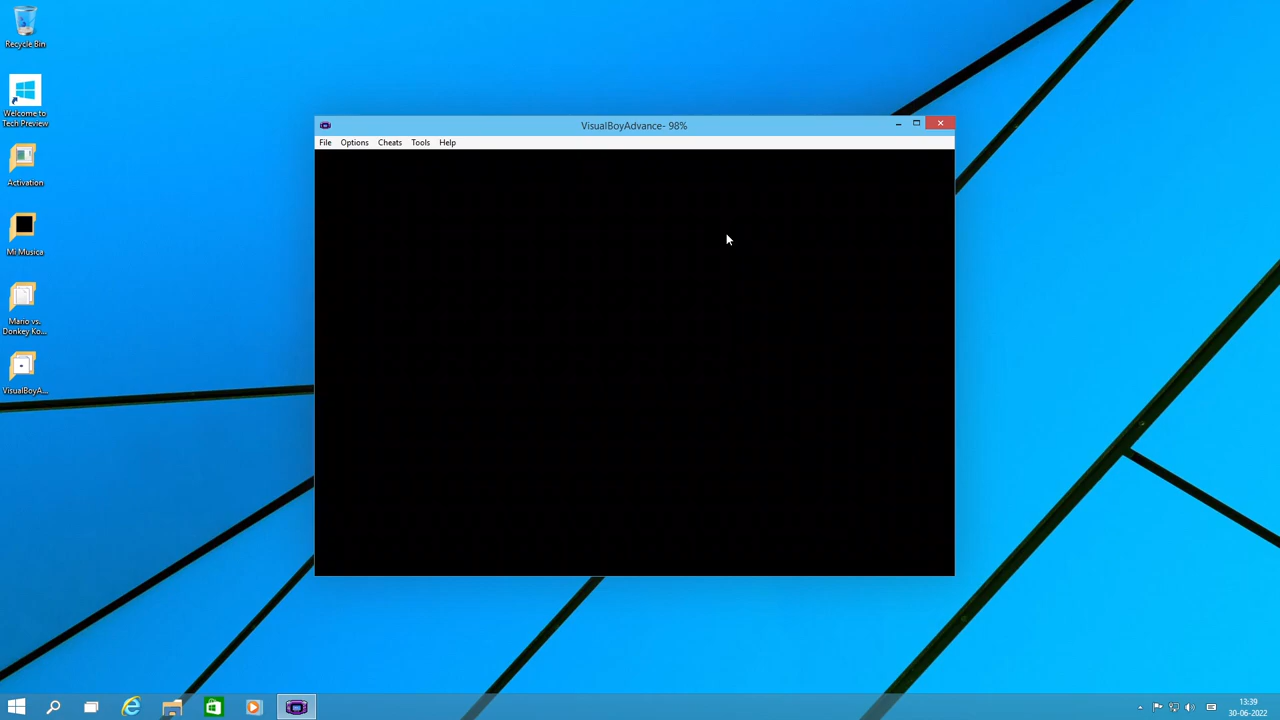 Recycle Bin
Welcome to
Tech Preview
Activation
Mi Musica
Mario vs.
Donkey Ko...
VisualBoyA...
VisualBoyAdvance- 98%
File Options Cheats Tools Help
13:39
30-06-2022